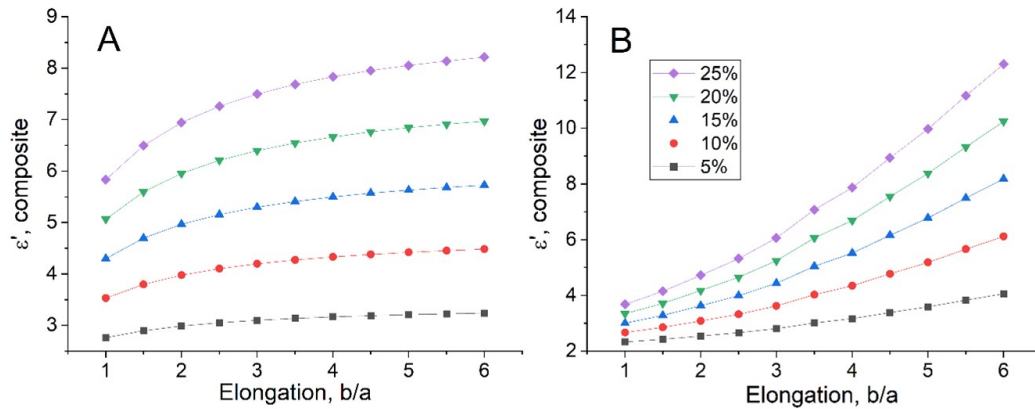 A
9
8
7
6
5
4
3
ε', composite
1 2 3 4 5 6
Elongation, b/a
B
14
12
10
8
6
4
2
ε', composite
25%
20%
15%
10%
5%
1 2 3 4 5 6
Elongation, b/a